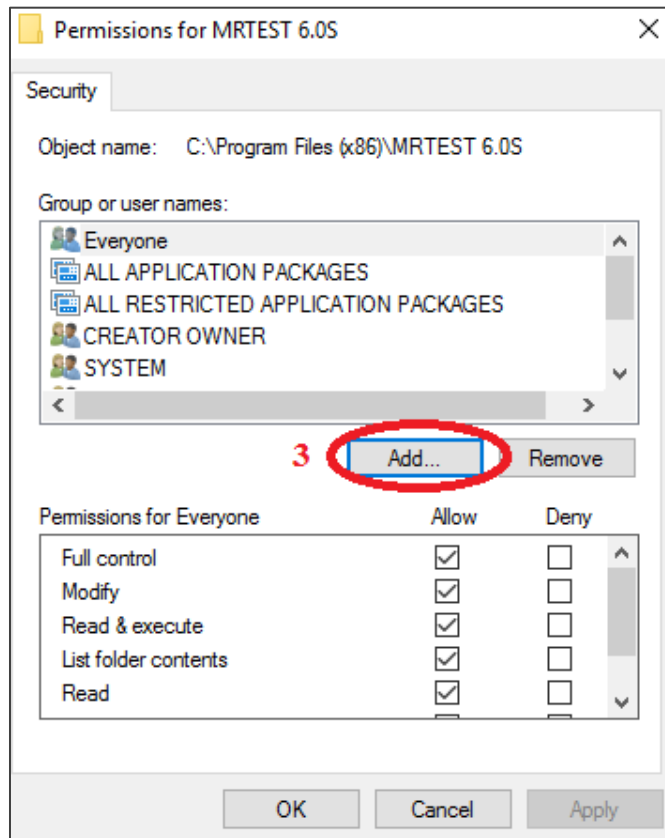 Permissions for MRTEST 6.0S
Security
Object name: C:\Program Files (x86)\MRTEST 6.0S
Group or user names:
Everyone
ALL APPLICATION PACKAGES
ALL RESTRICTED APPLICATION PACKAGES
CREATOR OWNER
SYSTEM
3 Add... Remove
Permissions for Everyone Allow Deny
Full control
Modify
Read & execute
List folder contents
Read
OK Cancel Apply